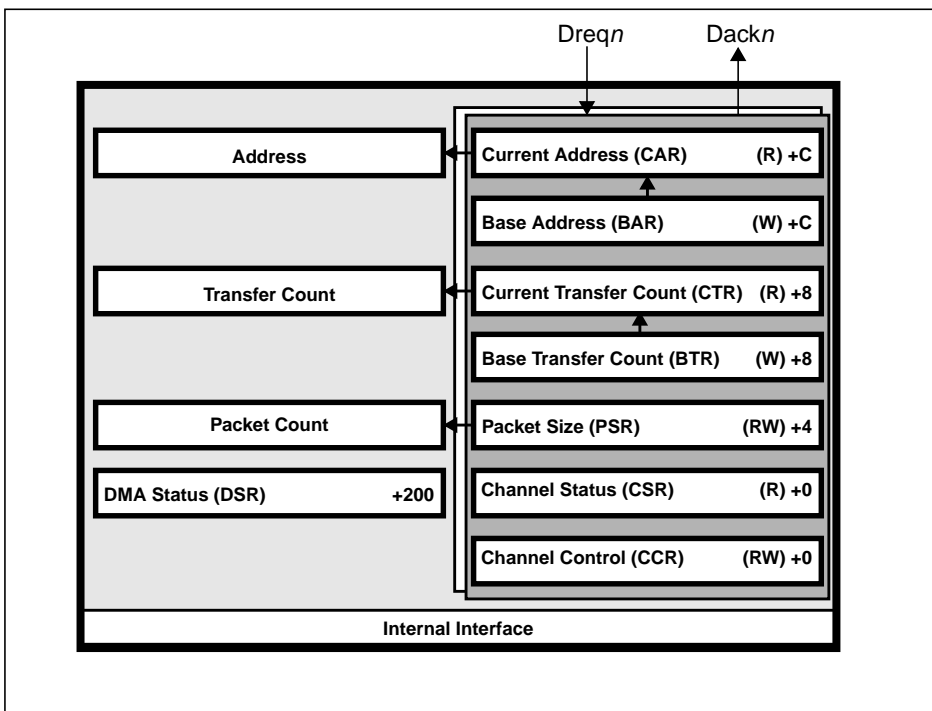 Dreqn Dackn
Address
Current Address (CAR) (R) +C
Base Address (BAR) (W) +C
Transfer Count
Current Transfer Count (CTR) (R) +8
Base Transfer Count (BTR) (W) +8
Packet Count
Packet Size (PSR) (RW) +4
DMA Status (DSR) +200
Channel Status (CSR) (R) +0
Channel Control (CCR) (RW) +0
Internal Interface